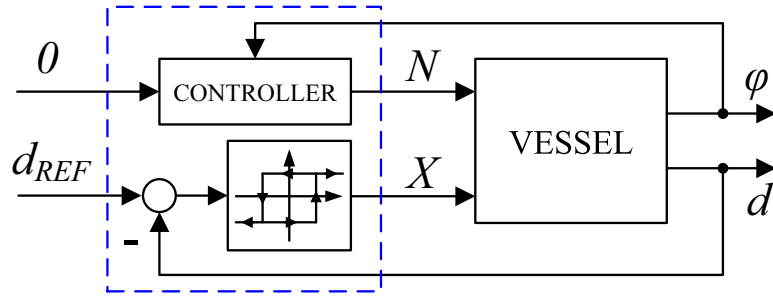 0
CONTROLLER
N
φ
VESSEL
d_REF
X
d
-